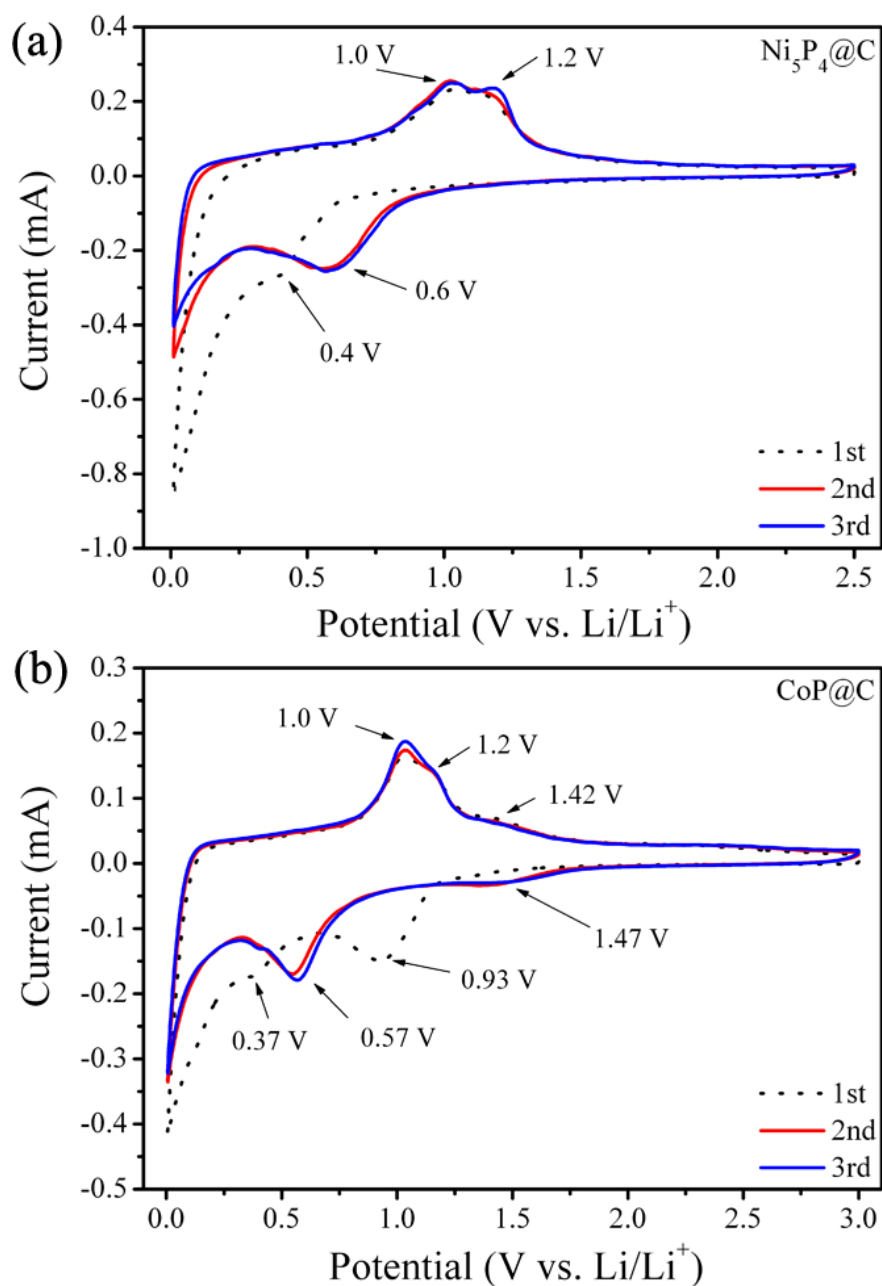 (a)
Ni₅P₄@C
1.0 V
1.2 V
0.6 V
0.4 V
0.4
0.2
0.0
-0.2
-0.4
-0.6
-0.8
-1.0
Current (mA)
1st
2nd
3rd
0.0 0.5 1.0 1.5 2.0 2.5
Potential (V vs. Li/Li⁺)
(b)
CoP@C
1.0 V
1.2 V
1.42 V
1.47 V
0.93 V
0.37 V
0.57 V
0.3
0.2
0.1
0.0
-0.1
-0.2
-0.3
-0.4
-0.5
Current (mA)
1st
2nd
3rd
0.0 0.5 1.0 1.5 2.0 2.5 3.0
Potential (V vs. Li/Li⁺)